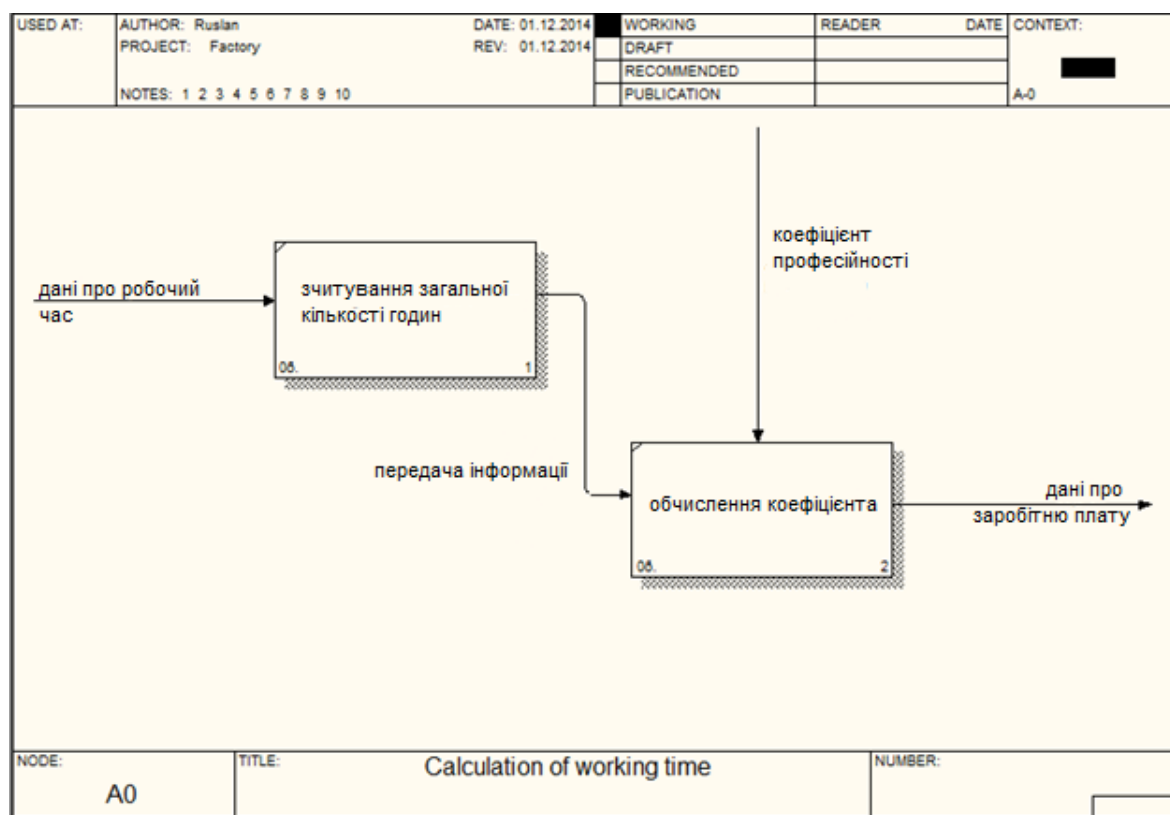 USED AT:
AUTHOR: Ruslan
DATE: 01.12.2014
PROJECT: Factory
REV: 01.12.2014
NOTES: 1 2 3 4 5 6 7 8 9 10
WORKING
DRAFT
RECOMMENDED
PUBLICATION
READER
DATE
CONTEXT:
A-0
коефіцієнт
професійності
дані про робочий
час
зчитування загальної
кількості годин
0б.
1
передача інформації
обчислення коефіцієнта
0б.
2
дані про
заробітню плату
NODE:
A0
TITLE:
Calculation of working time
NUMBER: